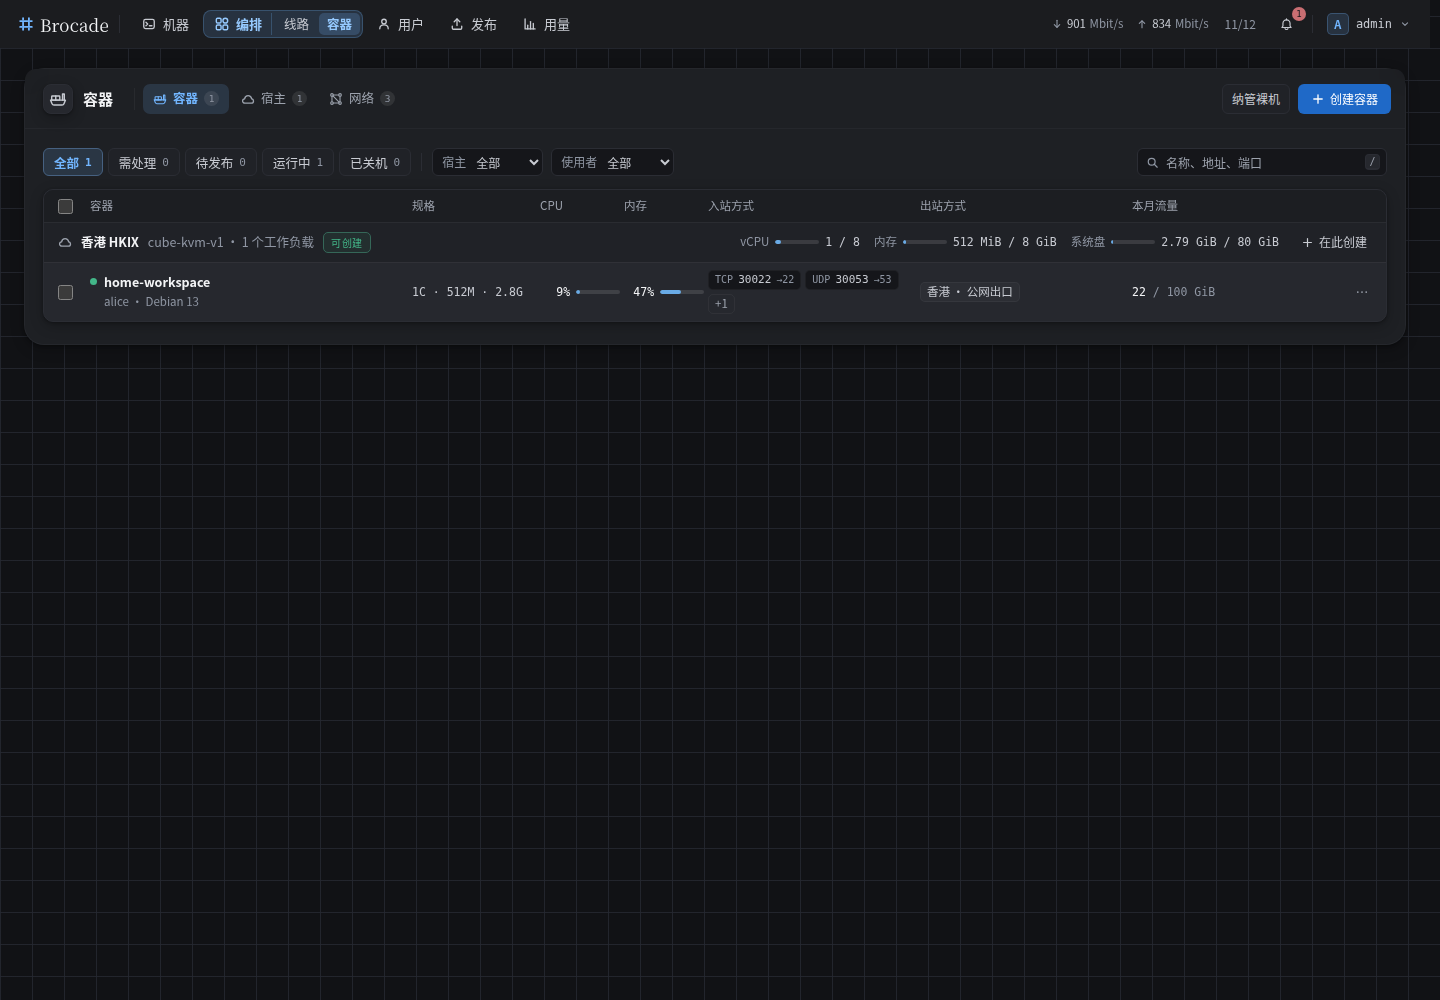 Brocade 机器 编排 线路 容器 用户 发布 用量 ↓ 901 Mbit/s ↑ 834 Mbit/s 11/12 1 A admin
容器 容器 1 宿主 1 网络 3 纳管裸机 + 创建容器
全部 1 需处理 0 待发布 0 运行中 1 已关机 0 宿主 全部 使用者 全部 名称、地址、端口 /
容器 规格 CPU 内存 入站方式 出站方式 本月流量
香港 HKIX cube-kvm-v1 · 1 个工作负载 可创建 vCPU 1 / 8 内存 512 MiB / 8 GiB 系统盘 2.79 GiB / 80 GiB + 在此创建
home-workspace 1C · 512M · 2.8G 9% 47% TCP 30022 →22 UDP 30053 →53 香港 · 公网出口 22 / 100 GiB ···
alice · Debian 13 +1